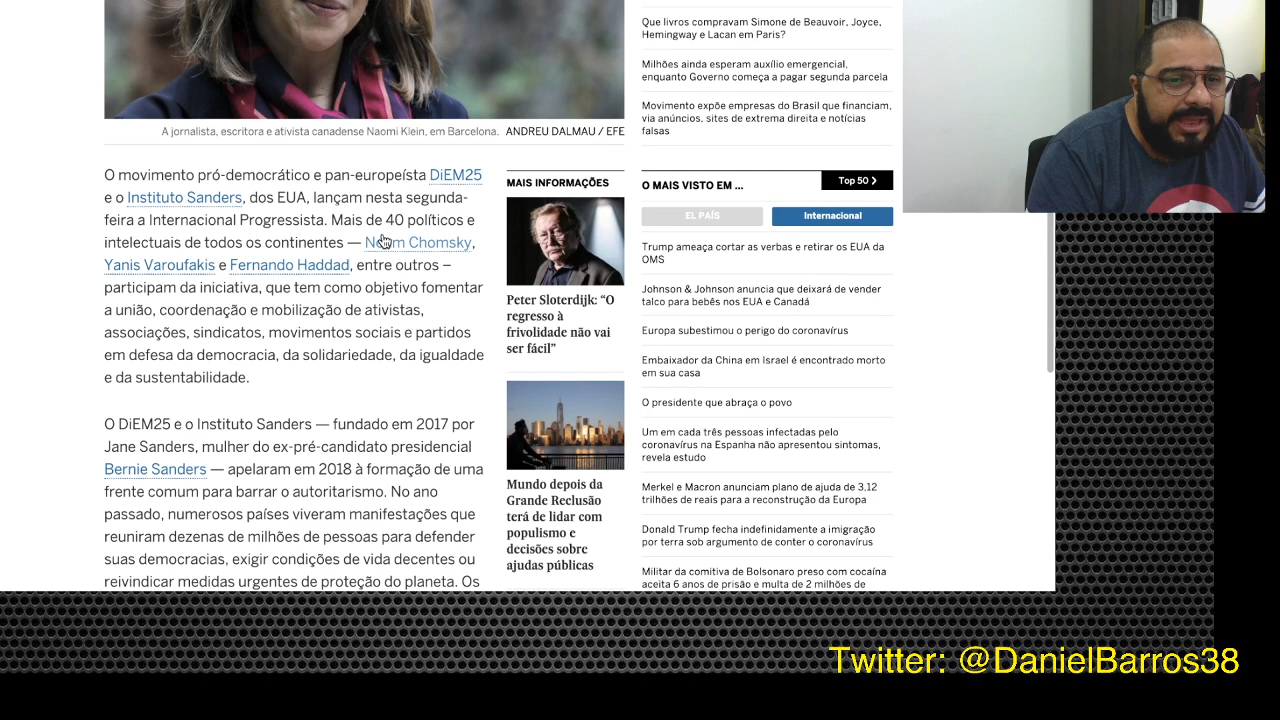 A jornalista, escritora e ativista canadense Naomi Klein, em Barcelona. ANDREU DALMAU / EFE
O movimento pró-democrático e pan-europeísta DiEM25
e o Instituto Sanders, dos EUA, lançam nesta segunda-
feira a Internacional Progressista. Mais de 40 políticos e
intelectuais de todos os continentes — Noam Chomsky,
Yanis Varoufakis e Fernando Haddad, entre outros –
participam da iniciativa, que tem como objetivo fomentar
a união, coordenação e mobilização de ativistas,
associações, sindicatos, movimentos sociais e partidos
em defesa da democracia, da solidariedade, da igualdade
e da sustentabilidade.
O DiEM25 e o Instituto Sanders — fundado em 2017 por
Jane Sanders, mulher do ex-pré-candidato presidencial
Bernie Sanders — apelaram em 2018 à formação de uma
frente comum para barrar o autoritarismo. No ano
passado, numerosos países viveram manifestações que
reuniram dezenas de milhões de pessoas para defender
suas democracias, exigir condições de vida decentes ou
reivindicar medidas urgentes de proteção do planeta. Os
MAIS INFORMAÇÕES
Peter Sloterdijk: “O
regresso à
frivolidade não vai
ser fácil”
Mundo depois da
Grande Reclusão
terá de lidar com
populismo e
decisões sobre
ajudas públicas
Que livros compravam Simone de Beauvoir, Joyce,
Hemingway e Lacan em Paris?
Milhões ainda esperam auxílio emergencial,
enquanto Governo começa a pagar segunda parcela
Movimento expõe empresas do Brasil que financiam,
via anúncios, sites de extrema direita e notícias
falsas
O MAIS VISTO EM ...
Top 50 ❯
EL PAÍS
Internacional
Trump ameaça cortar as verbas e retirar os EUA da
OMS
Johnson & Johnson anuncia que deixará de vender
talco para bebês nos EUA e Canadá
Europa subestimou o perigo do coronavírus
Embaixador da China em Israel é encontrado morto
em sua casa
O presidente que abraça o povo
Um em cada três pessoas infectadas pelo
coronavírus na Espanha não apresentou sintomas,
revela estudo
Merkel e Macron anunciam plano de ajuda de 3,12
trilhões de reais para a reconstrução da Europa
Donald Trump fecha indefinidamente a imigração
por terra sob argumento de conter o coronavírus
Militar da comitiva de Bolsonaro preso com cocaína
aceita 6 anos de prisão e multa de 2 milhões de
Twitter: @DanielBarros38